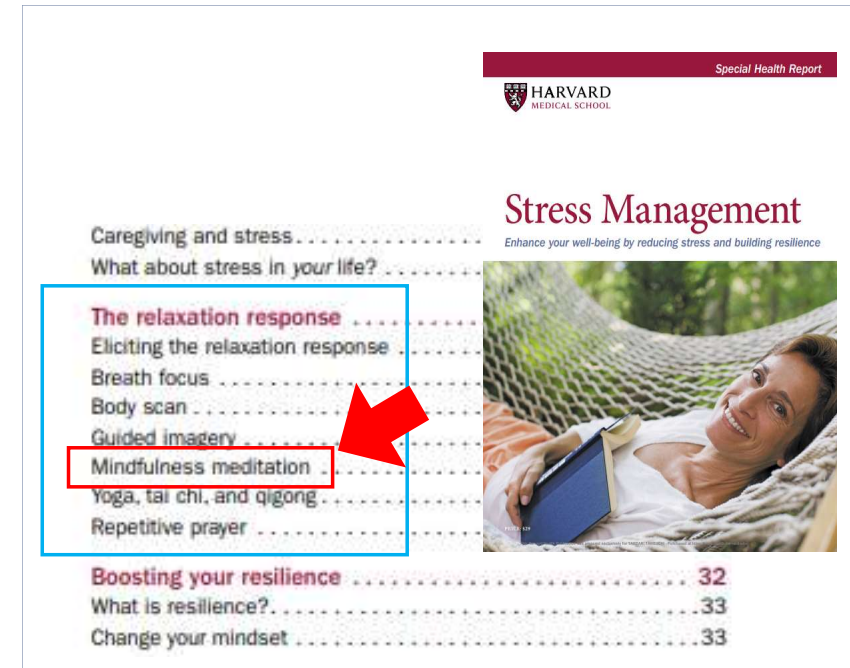 Special Health Report
HARVARD
MEDICAL SCHOOL
Stress Management
Enhance your well-being by reducing stress and building resilience
Caregiving and stress. . . . . . . . . . . . . . .
What about stress in your life? . . . . . . . .
The relaxation response . . . . . . . . . .
Eliciting the relaxation response . . . . . . .
Breath focus . . . . . . . . . . . . . . . . . . . . .
Body scan . . . . . . . . . . . . . . . . . . . . . .
Guided imagery . . . . . . . . . . . . . . . . . .
Mindfulness meditation . . . . . . . . . . . . .
Yoga, tai chi, and qigong . . . . . . . . . . . .
Repetitive prayer . . . . . . . . . . . . . . . . .
Boosting your resilience . . . . . . . . . . . . . . . . . . . . . . . . . 32
What is resilience?. . . . . . . . . . . . . . . . . . . . . . . . . . . . . . . .33
Change your mindset . . . . . . . . . . . . . . . . . . . . . . . . . . . . . .33